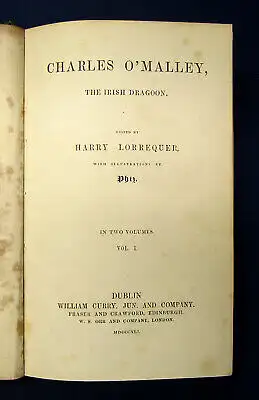 CHARLES O'MALLEY,
THE IRISH DRAGOON.
EDITED BY
HARRY LORREQUER.
WITH ILLUSTRATIONS BY
Phiz.
IN TWO VOLUMES.
VOL. I.
DUBLIN
WILLIAM CURRY, JUN. AND COMPANY.
FRASER AND CRAWFORD, EDINBURGH.
W. S. ORR AND COMPANY, LONDON.
MDCCCXLI.